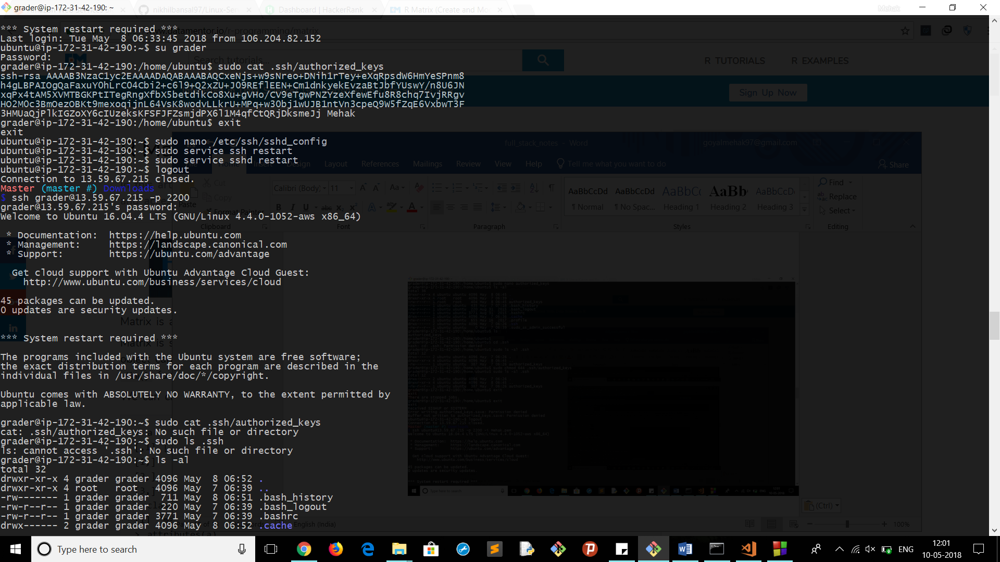 grader@ip-172-31-42-190: ~
nikhilbansal97/Linux-Ser
Dashboard | HackerRank
R Matrix (Create and Mo
Mehak
*** System restart required ***
datamentor.io/r-programming/matrix
Last login: Tue May  8 06:33:45 2018 from 106.204.82.152
ubuntu@ip-172-31-42-190:~$ su grader
Password:
Search tutorials...
R TUTORIALS
R EXAMPLES
grader@ip-172-31-42-190:/home/ubuntu$ sudo cat .ssh/authorized_keys
ssh-rsa AAAAB3NzaC1yc2EAAAADAQABAAABAQCxeNjs+w9sNreo+DNih1rTey+eXqRpsdW6HmYeSPnm8
h4gLBPAIOgQaFaxuY0hLrC04Cbi2+c6l9+Q2xZU+J09REflEEN+Cm1dnkyekEvzaBtJbfYUswY/n8U6JN
xqPx4tAM5XVMTBGKPtITegRngXfbX5betdikCo8Xu+gVHo/CV9eTgwPNZYzeXfewEfu8R8chq7IvjRRgv
Sign Up Now
HO2M0c3BmOezOBKt9mexoqijnL64VsK8wodvLLkrU+MPq+w3Obj1wUJB1ntVn3cpeQ9W5fZqE6VxbwT3F
3HMUaQjPlkIGZoXY6cIUzeksKFSFJFZsmjdPX6l1M4qfCtQRjDksmeJj Mehak
grader@ip-172-31-42-190:/home/ubuntu$ exit
exit
ubuntu@ip-172-31-42-190:~$ sudo nano /etc/ssh/sshd_config
full_stack_notes - Word
goyalmehak97@gmail.com
ubuntu@ip-172-31-42-190:~$ sudo service ssh restart
ubuntu@ip-172-31-42-190:~$ sudo service sshd restart
Insert Design Layout References Mailings Review View Help Tell me what you want to do Share
ubuntu@ip-172-31-42-190:~$ logout
Connection to 13.59.67.215 closed.
Master (master #) Downloads
Cut
Calibri (Body) 11
AaBbCcDd AaBbCcDd AaBbCc AaBb AaBbCcD
Find
$ ssh grader@13.59.67.215 -p 2200
Copy
Replace
Paste
grader@13.59.67.215's password:
Format Painter
¶ Normal ¶ No Spac... Heading 1 Heading 2 Heading 3
Select
Welcome to Ubuntu 16.04.4 LTS (GNU/Linux 4.4.0-1052-aws x86_64)
Clipboard Font Paragraph Styles Editing
 * Documentation:  https://help.ubuntu.com
 * Management:     https://landscape.canonical.com
 * Support:        https://ubuntu.com/advantage
  Get cloud support with Ubuntu Advantage Cloud Guest:
    http://www.ubuntu.com/business/services/cloud
45 packages can be updated.
0 updates are security updates.
Matrix is a
*** System restart required ***
Matrix is s
The programs included with the Ubuntu system are free software;
the exact distribution terms for each program are described in the
individual files in /usr/share/doc/*/copyright.
Ubuntu comes with ABSOLUTELY NO WARRANTY, to the extent permitted by
applicable law.
grader@ip-172-31-42-190:~$ sudo cat .ssh/authorized_keys
cat: .ssh/authorized_keys: No such file or directory
grader@ip-172-31-42-190:~$ sudo ls .ssh
ls: cannot access '.ssh': No such file or directory
grader@ip-172-31-42-190:~$ ls -al
total 32
drwxr-xr-x 4 grader grader 4096 May  8 06:52 .
drwxr-xr-x 4 root   root   4096 May  7 06:39 ..
-rw------- 1 grader grader  711 May  8 06:51 .bash_history
-rw-r--r-- 1 grader grader  220 May  7 06:39 .bash_logout
(Ctrl)
-rw-r--r-- 1 grader grader 3771 May  7 06:39 .bashrc
drwx------ 2 grader grader 4096 May  8 06:52 .cache
English (India)
100%
> attributes(a)
Type here to search
ENG
12:01
10-05-2018